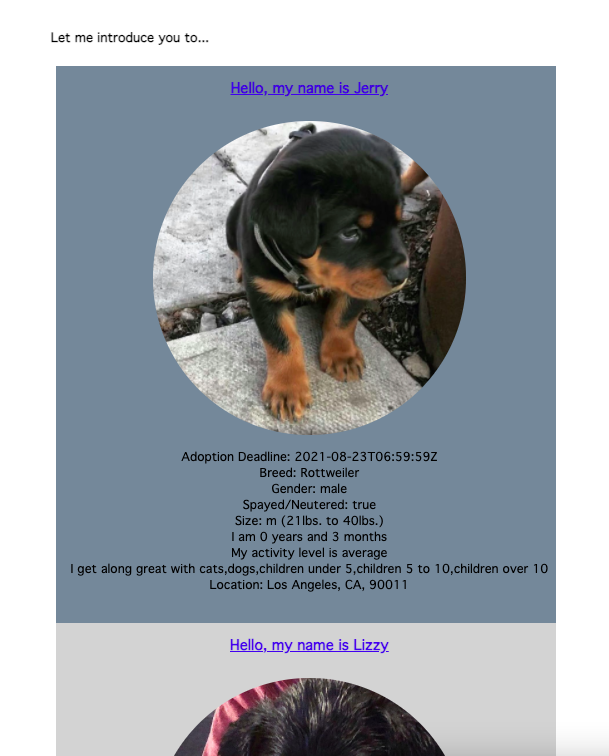 Let me introduce you to...
Hello, my name is Jerry
Adoption Deadline: 2021-08-23T06:59:59Z
Breed: Rottweiler
Gender: male
Spayed/Neutered: true
Size: m (21lbs. to 40lbs.)
I am 0 years and 3 months
My activity level is average
I get along great with cats,dogs,children under 5,children 5 to 10,children over 10
Location: Los Angeles, CA, 90011
Hello, my name is Lizzy